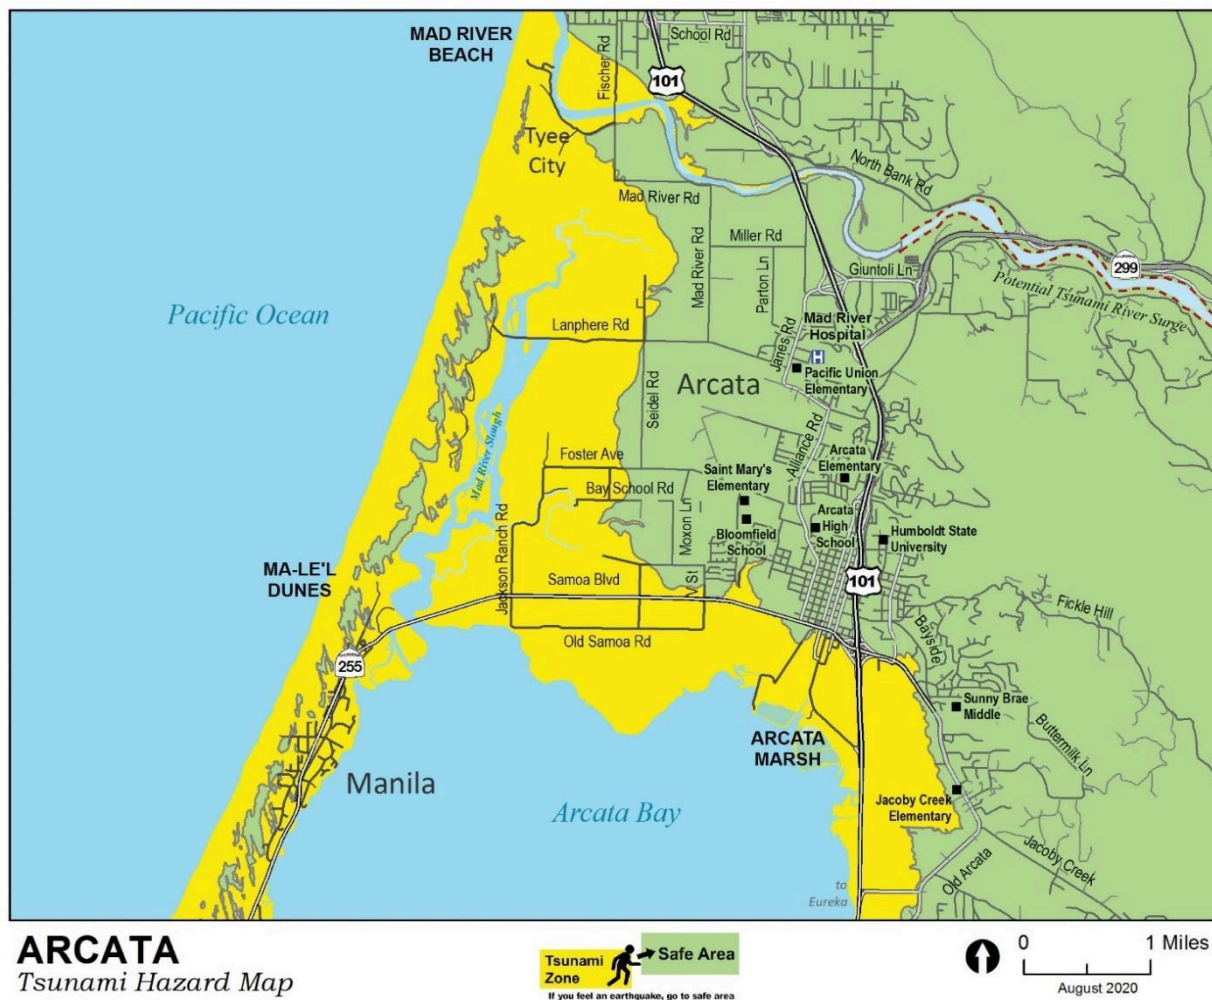 MAD RIVER
BEACH
School Rd
Fischer Rd
101
Tyee
City
North Bank Rd
Mad River Rd
Miller Rd
Mad River Rd
Parton Ln
Giuntoli Ln
299
Potential Tsunami River Surge
Pacific Ocean
Lanphere Rd
Janes Rd
Mad River
Hospital
H
Pacific Union
Elementary
Arcata
Seidel Rd
Mad River Slough
Foster Ave
Alliance Rd
Arcata
Elementary
Saint Mary's
Elementary
Bay School Rd
Jackson Ranch Rd
Moxon Ln
Bloomfield
School
Arcata
High
School
Humboldt State
University
MA-LE'L
DUNES
Samoa Blvd
V St
101
Fickle Hill
Bayside
Old Samoa Rd
255
Sunny Brae
Middle
Buttermilk Ln
ARCATA
MARSH
Manila
Arcata Bay
Jacoby Creek
Elementary
Jacoby Creek
Old Arcata
to
Eureka
ARCATA
Tsunami Hazard Map
Tsunami
Zone
Safe Area
If you feel an earthquake, go to safe area
0 1 Miles
August 2020